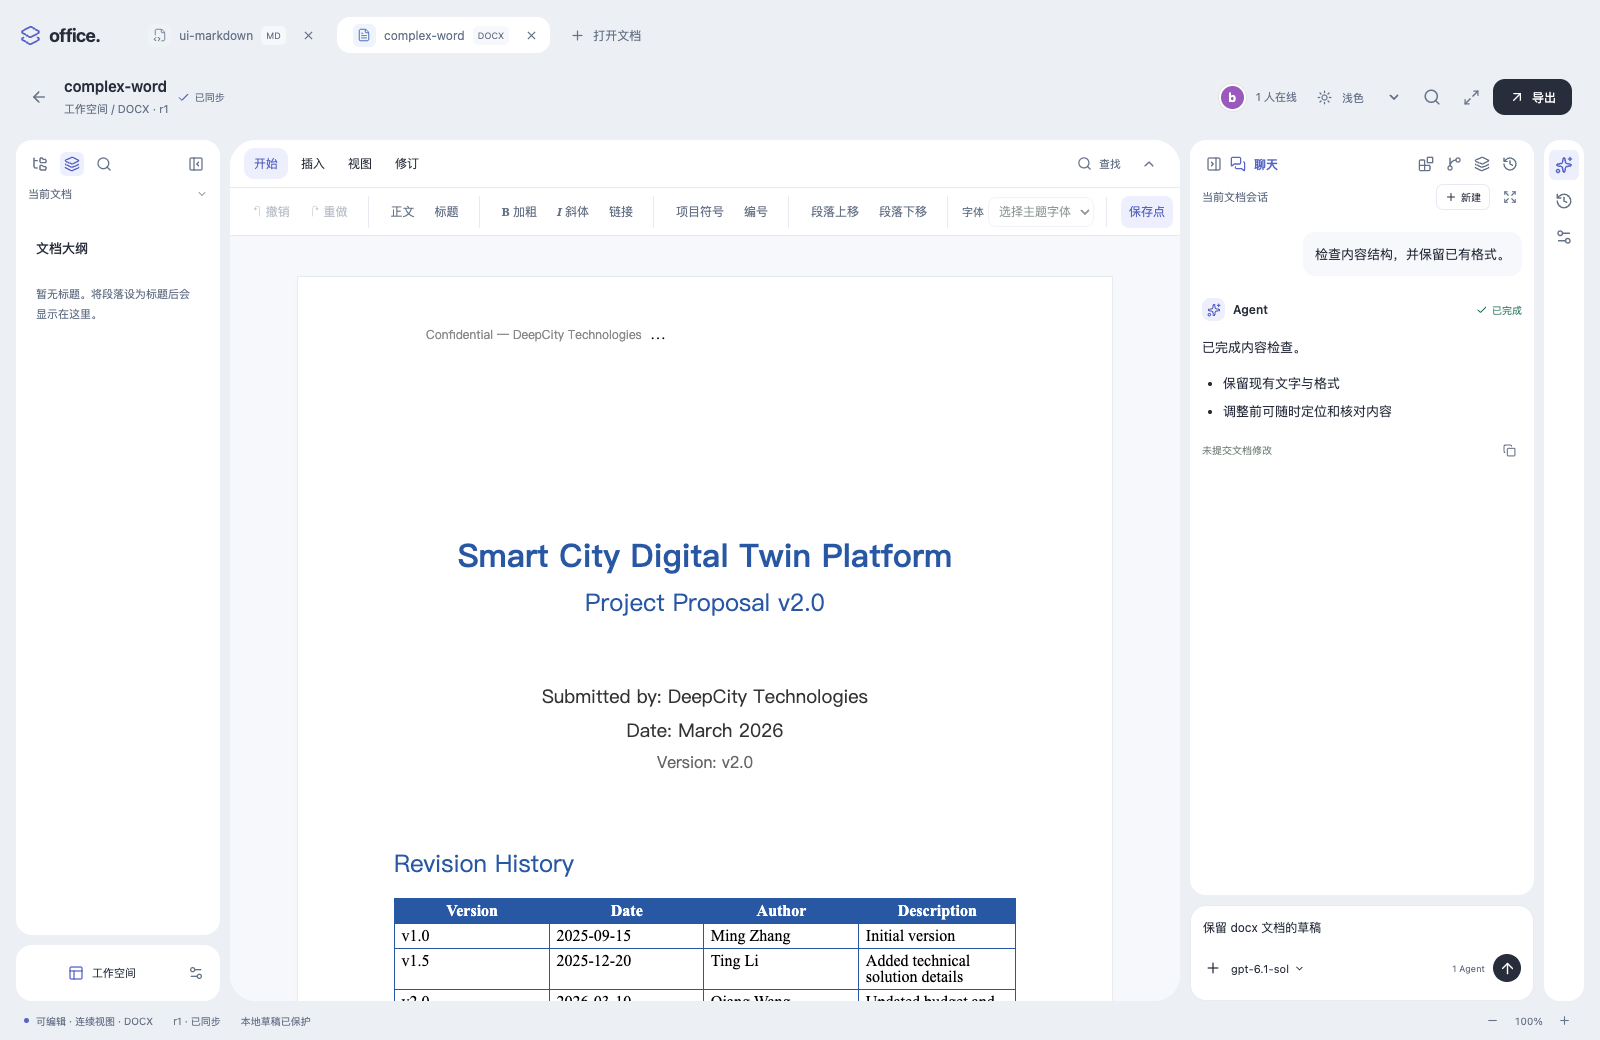 office.
ui-markdown MD
complex-word DOCX
打开文档
complex-word
工作空间 / DOCX · r1
已同步
b
1 人在线
浅色
导出
当前文档
文档大纲
暂无标题。将段落设为标题后会
显示在这里。
工作空间
开始 插入 视图 修订
查找
撤销 重做 正文 标题 B 加粗 I 斜体 链接 项目符号 编号 段落上移 段落下移 字体 选择主题字体 保存点
Confidential — DeepCity Technologies ...
Smart City Digital Twin Platform
Project Proposal v2.0
Submitted by: DeepCity Technologies
Date: March 2026
Version: v2.0
Revision History
Version Date Author Description
v1.0 2025-09-15 Ming Zhang Initial version
v1.5 2025-12-20 Ting Li Added technical
solution details
v2.0 2026-03-10 Qiang Wang Updated budget and
聊天
当前文档会话
新建
检查内容结构，并保留已有格式。
Agent
已完成
已完成内容检查。
• 保留现有文字与格式
• 调整前可随时定位和核对内容
未提交文档修改
保留 docx 文档的草稿
gpt-6.1-sol
1 Agent
可编辑 · 连续视图 · DOCX
r1 · 已同步
本地草稿已保护
100%